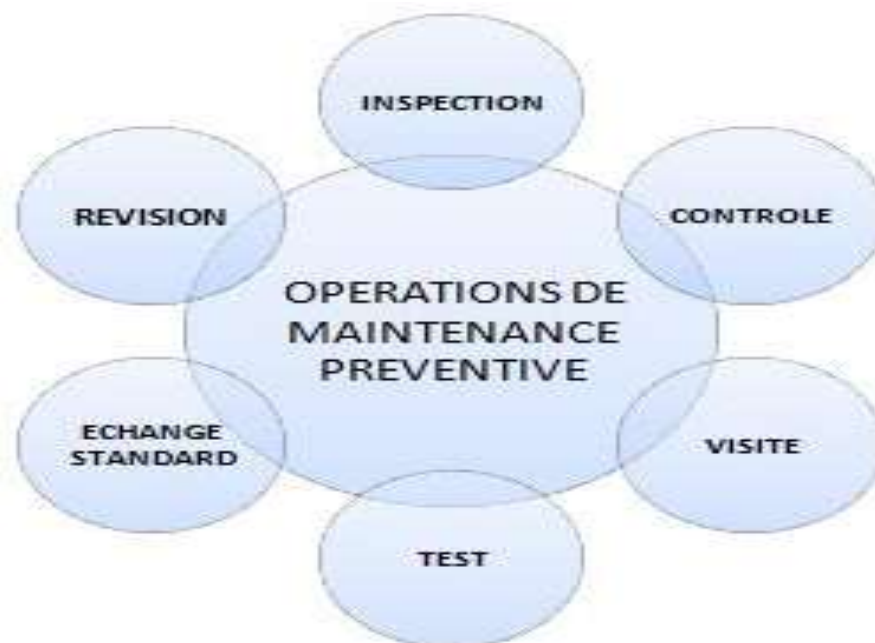 INSPECTION
REVISION
CONTROLE
OPERATIONS DE
MAINTENANCE
PREVENTIVE
ECHANGE
STANDARD
VISITE
TEST